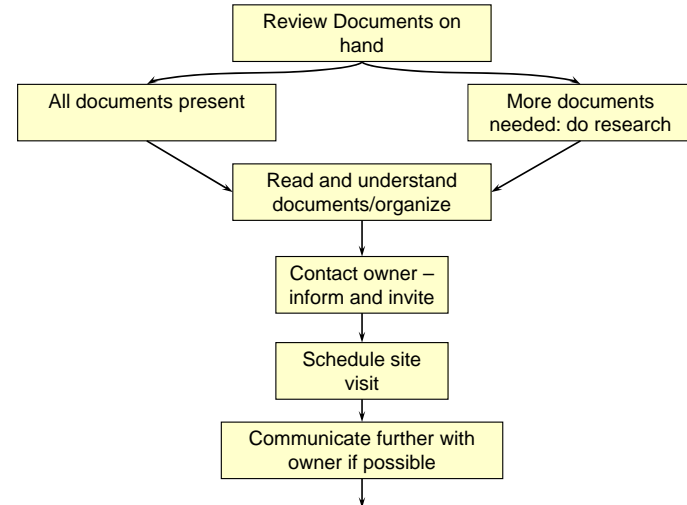 Review Documents on
hand
All documents present
More documents
needed: do research
Read and understand
documents/organize
Contact owner –
inform and invite
Schedule site
visit
Communicate further with
owner if possible